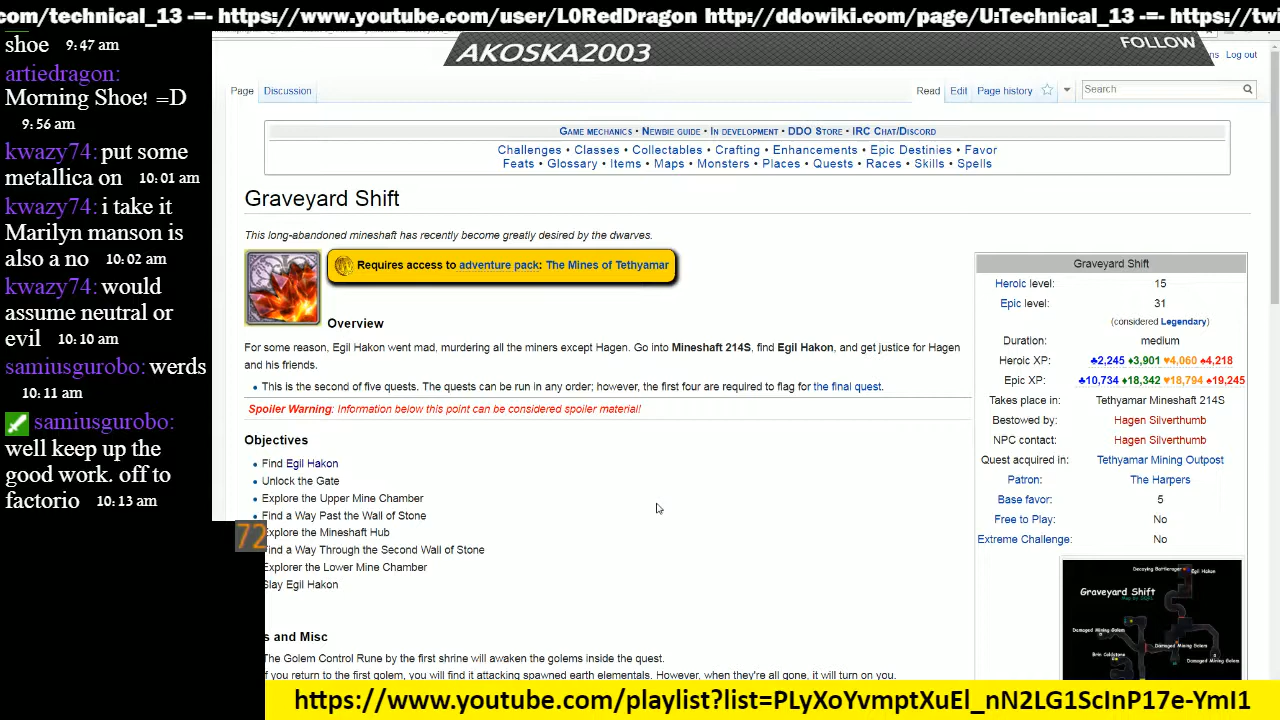 com/technical_13 -=- https://www.youtube.com/user/L0RedDragon http://ddowiki.com/page/U:Technical_13 -=- https://twi
shoe 9:47 am
artiedragon:
Morning Shoe! =D
9:56 am
kwazy74: put some
metallica on 10:01 am
kwazy74: i take it
Marilyn manson is
also a no 10:02 am
kwazy74: would
assume neutral or
evil 10:10 am
samiusgurobo: werds
10:11 am
samiusgurobo:
well keep up the
good work. off to
factorio 10:13 am
AKOSKA2003
FOLLOW
ns Log out
Page Discussion
Read Edit Page history Search
Game mechanics • Newbie guide • In development • DDO Store • IRC Chat/Discord
Challenges • Classes • Collectables • Crafting • Enhancements • Epic Destinies • Favor
Feats • Glossary • Items • Maps • Monsters • Places • Quests • Races • Skills • Spells
Graveyard Shift
This long-abandoned mineshaft has recently become greatly desired by the dwarves.
Requires access to adventure pack: The Mines of Tethyamar
Overview
For some reason, Egil Hakon went mad, murdering all the miners except Hagen. Go into Mineshaft 214S, find Egil Hakon, and get justice for Hagen
and his friends.
• This is the second of five quests. The quests can be run in any order; however, the first four are required to flag for the final quest.
Spoiler Warning: Information below this point can be considered spoiler material!
Objectives
• Find Egil Hakon
• Unlock the Gate
• Explore the Upper Mine Chamber
• Find a Way Past the Wall of Stone
72
Explore the Mineshaft Hub
Find a Way Through the Second Wall of Stone
Explorer the Lower Mine Chamber
Slay Egil Hakon
s and Misc
The Golem Control Rune by the first shrine will awaken the golems inside the quest.
f you return to the first golem, you will find it attacking spawned earth elementals. However, when they're all gone, it will turn on you.
Graveyard Shift
Heroic level: 15
Epic level: 31
(considered Legendary)
Duration: medium
Heroic XP: ♣2,245 ♦3,901 ♥4,060 ♠4,218
Epic XP: ♣10,734 ♦18,342 ♥18,794 ♠19,245
Takes place in: Tethyamar Mineshaft 214S
Bestowed by: Hagen Silverthumb
NPC contact: Hagen Silverthumb
Quest acquired in: Tethyamar Mining Outpost
Patron: The Harpers
Base favor: 5
Free to Play: No
Extreme Challenge: No
Decaying Battlerager
Egil Hakon
Graveyard Shift
Damaged Mining Golem
Damaged Mining Golem
Brin Coldstone
Damaged Mining Golem
https://www.youtube.com/playlist?list=PLyXoYvmptXuEl_nN2LG1ScInP17e-YmI1